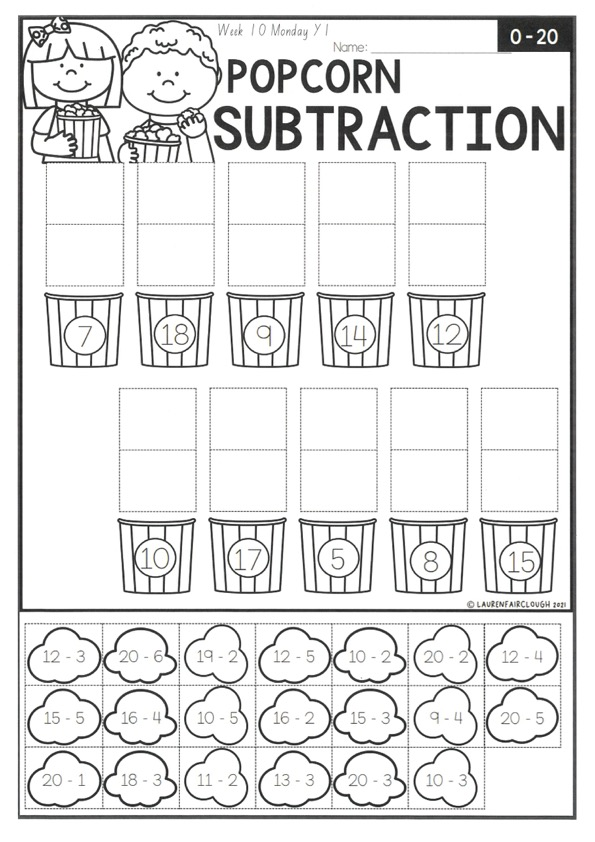 Week 10 Monday Y1
Name:
0 - 20
POPCORN
SUBTRACTION
7 18 9 14 12
10 17 5 8 15
© LAURENFAIRCLOUGH 2021
12 - 3 20 - 6 19 - 2 12 - 5 10 - 2 20 - 2 12 - 4
15 - 5 16 - 4 10 - 5 16 - 2 15 - 3 9 - 4 20 - 5
20 - 1 18 - 3 11 - 2 13 - 3 20 - 3 10 - 3